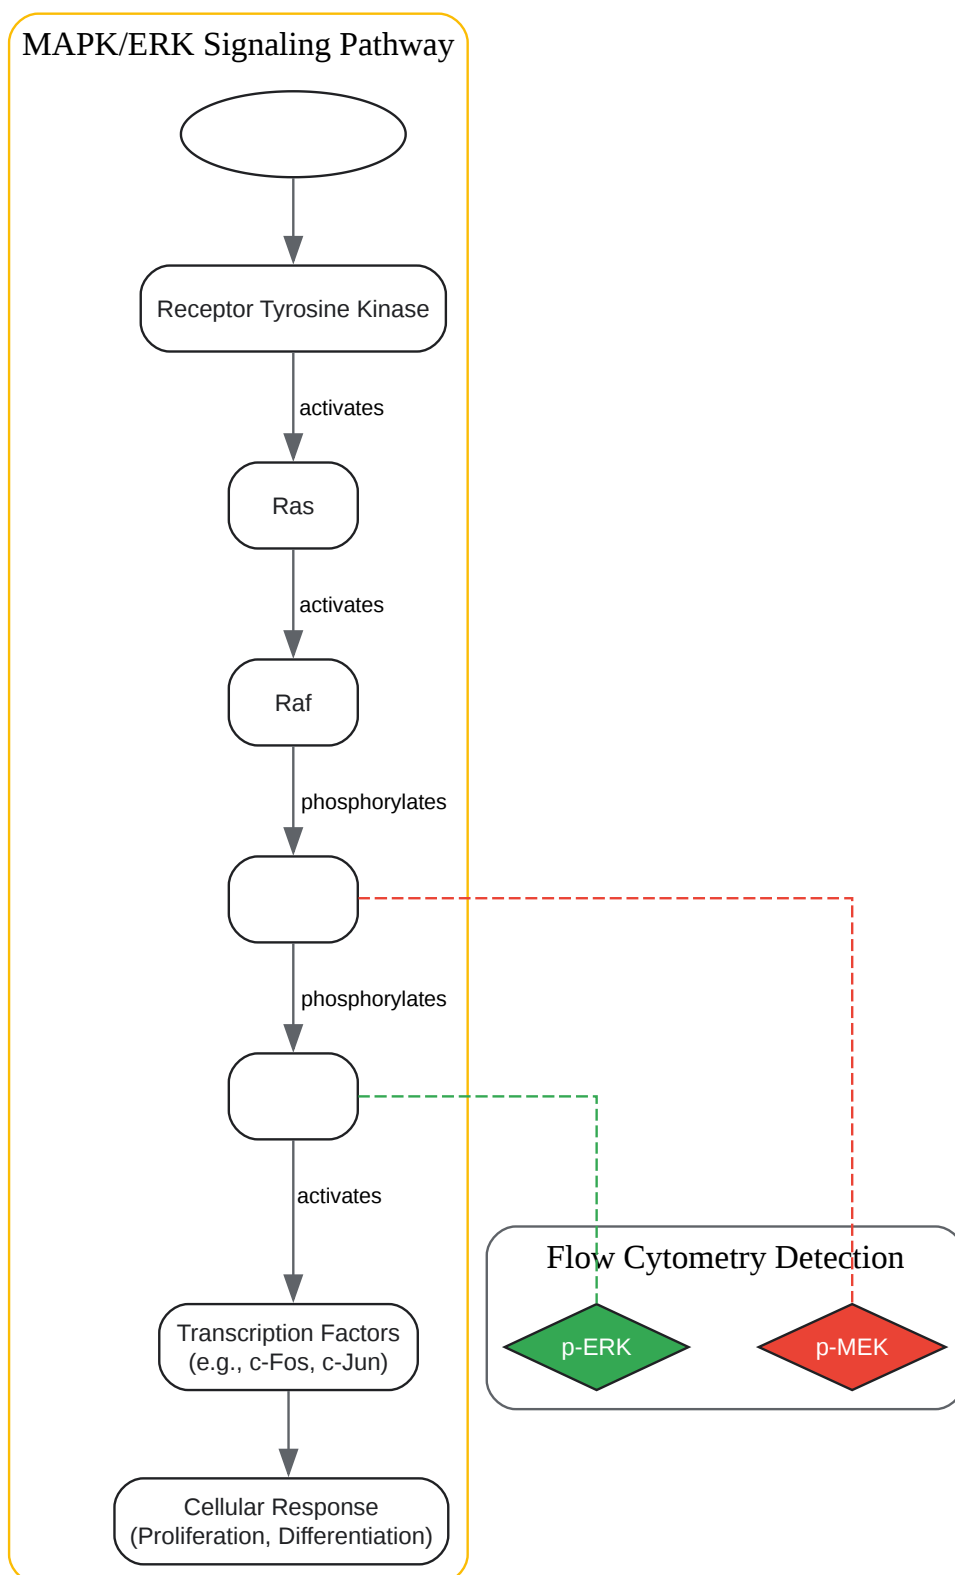 MAPK/ERK Signaling Pathway
Receptor Tyrosine Kinase
activates
Ras
activates
Raf
phosphorylates
phosphorylates
activates
Flow Cytometry Detection
p-ERK
p-MEK
Transcription Factors
(e.g., c-Fos, c-Jun)
Cellular Response
(Proliferation, Differentiation)